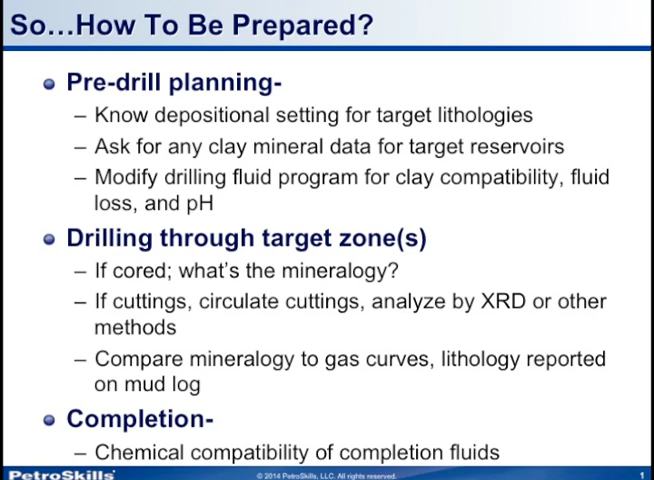 So...How To Be Prepared?
Pre-drill planning-
– Know depositional setting for target lithologies
– Ask for any clay mineral data for target reservoirs
– Modify drilling fluid program for clay compatibility, fluid
loss, and pH
Drilling through target zone(s)
– If cored; what's the mineralogy?
– If cuttings, circulate cuttings, analyze by XRD or other
methods
– Compare mineralogy to gas curves, lithology reported
on mud log
Completion-
– Chemical compatibility of completion fluids
PetroSkills
© 2014 PetroSkills, LLC. All rights reserved.
1